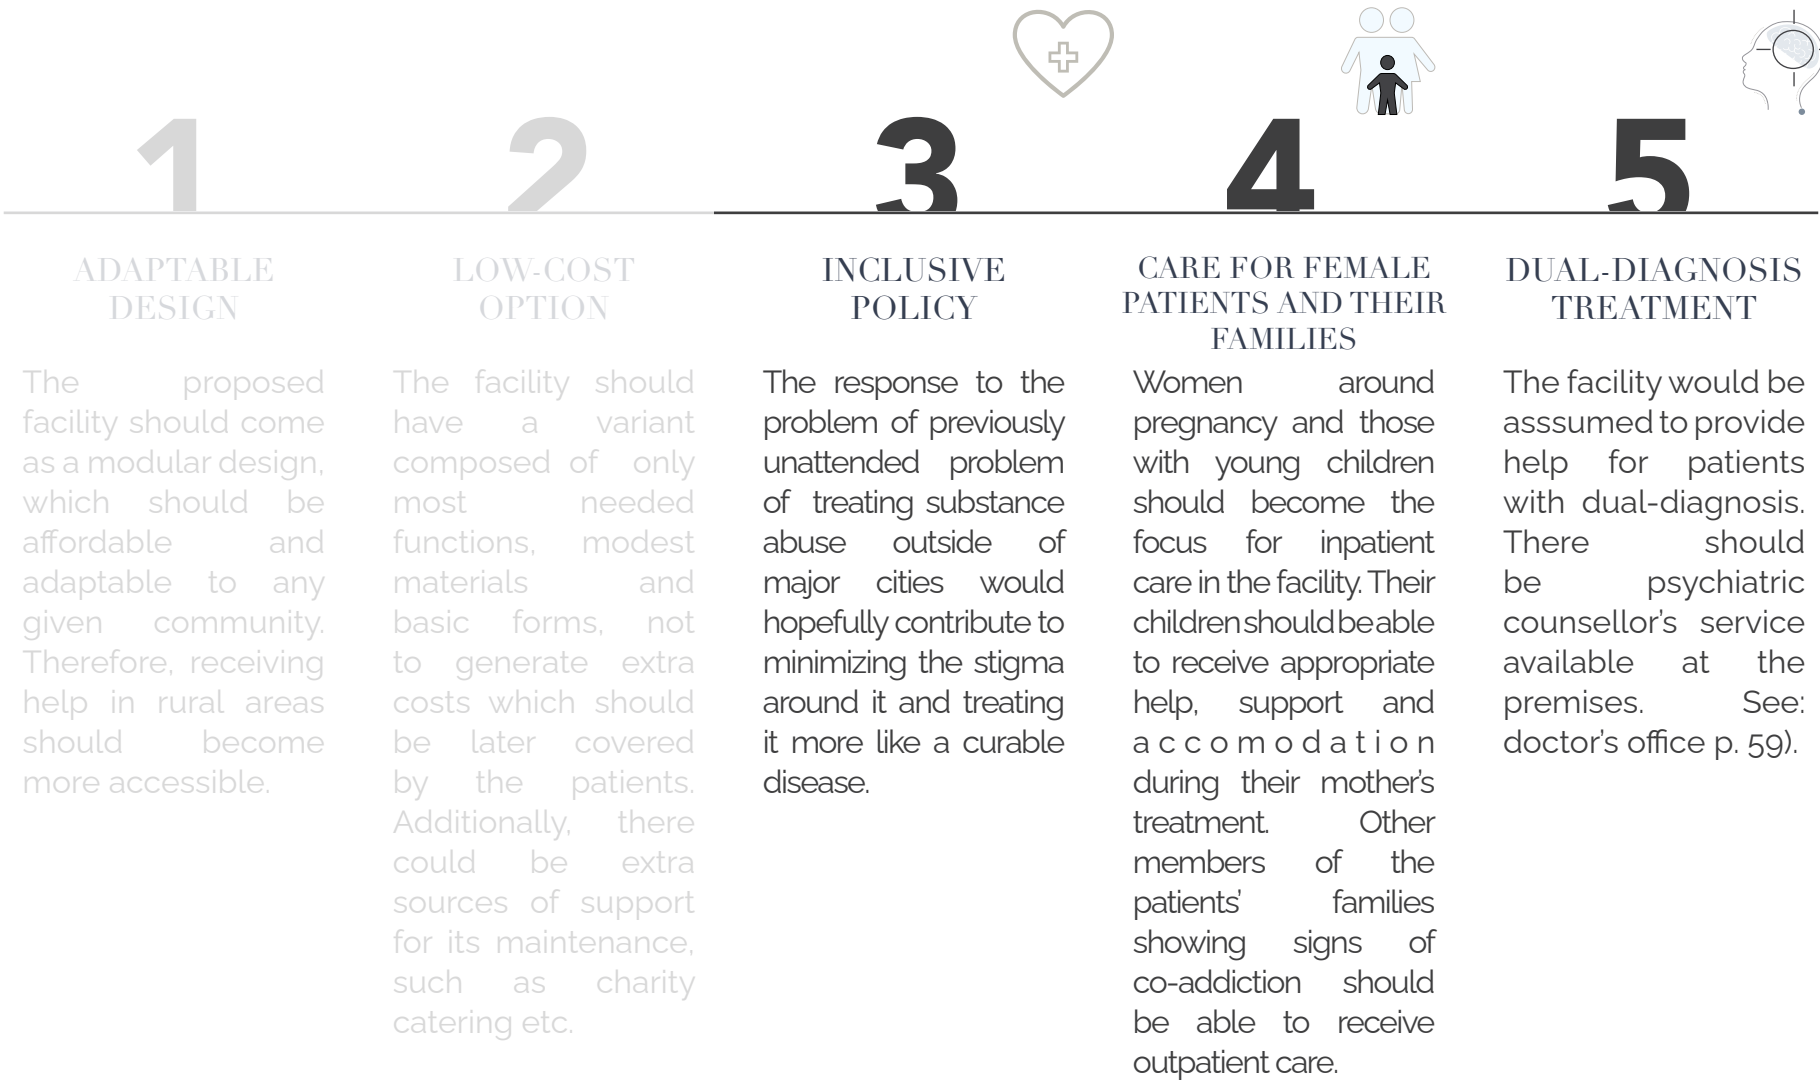 1
ADAPTABLE
DESIGN
The proposed
facility should come
as a modular design,
which should be
affordable and
adaptable to any
given community.
Therefore, receiving
help in rural areas
should become
more accessible.
2
LOW-COST
OPTION
The facility should
have a variant
composed of only
most needed
functions, modest
materials and
basic forms, not
to generate extra
costs which should
be later covered
by the patients.
Additionally, there
could be extra
sources of support
for its maintenance,
such as charity
catering etc.
3
INCLUSIVE
POLICY
The response to the
problem of previously
unattended problem
of treating substance
abuse outside of
major cities would
hopefully contribute to
minimizing the stigma
around it and treating
it more like a curable
disease.
4
CARE FOR FEMALE
PATIENTS AND THEIR
FAMILIES
Women around
pregnancy and those
with young children
should become the
focus for inpatient
care in the facility. Their
children should be able
to receive appropriate
help, support and
accomodation
during their mother's
treatment. Other
members of the
patients' families
showing signs of
co-addiction should
be able to receive
outpatient care.
5
DUAL-DIAGNOSIS
TREATMENT
The facility would be
asssumed to provide
help for patients
with dual-diagnosis.
There should
be psychiatric
counsellor's service
available at the
premises. See:
doctor's office p. 59).